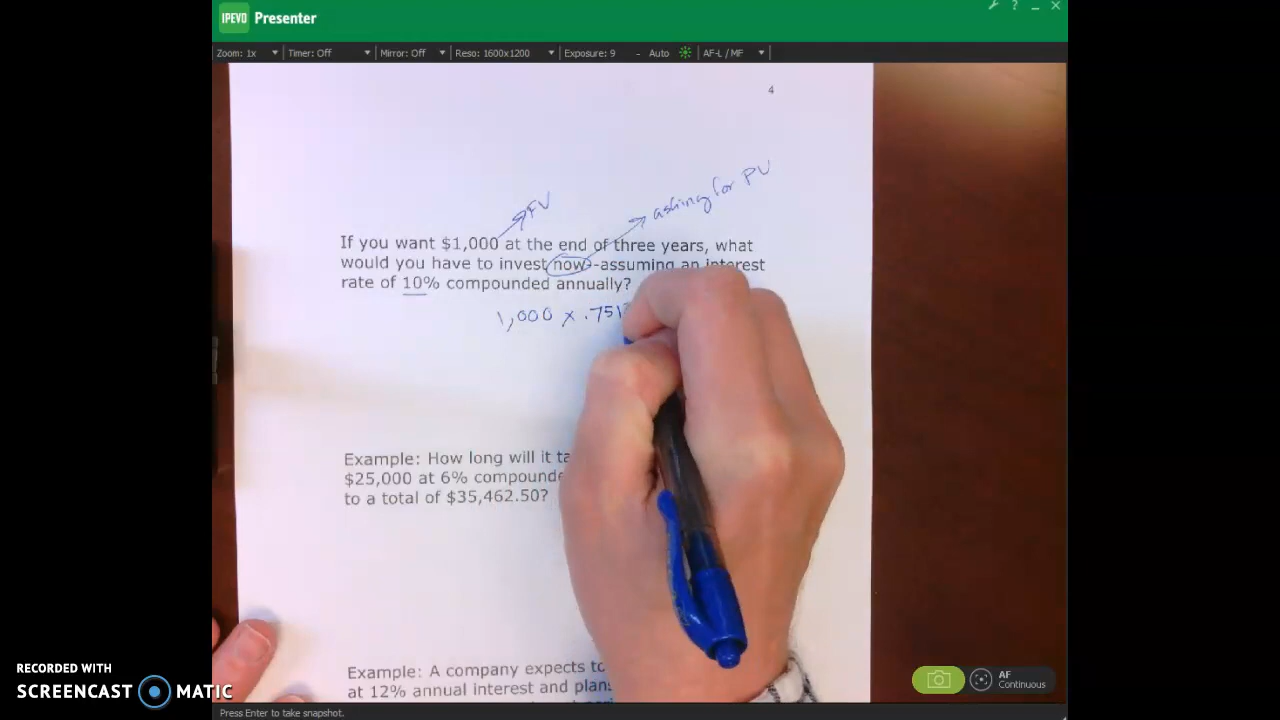 IPEVO Presenter
Zoom: 1x Timer: Off Mirror: Off Reso: 1600x1200 Exposure: 9 - Auto AF-L / MF
4
FV
asking for PV
If you want $1,000 at the end of three years, what
would you have to invest now--assuming an interest
rate of 10% compounded annually?
1,000 x .751
Example: How long will it
$25,000 at 6%
to a total of $35,462.50?
Example: A company expects to
at 12% annual interest and
AF
Continuous
RECORDED WITH
SCREENCAST MATIC
Press Enter to take snapshot.